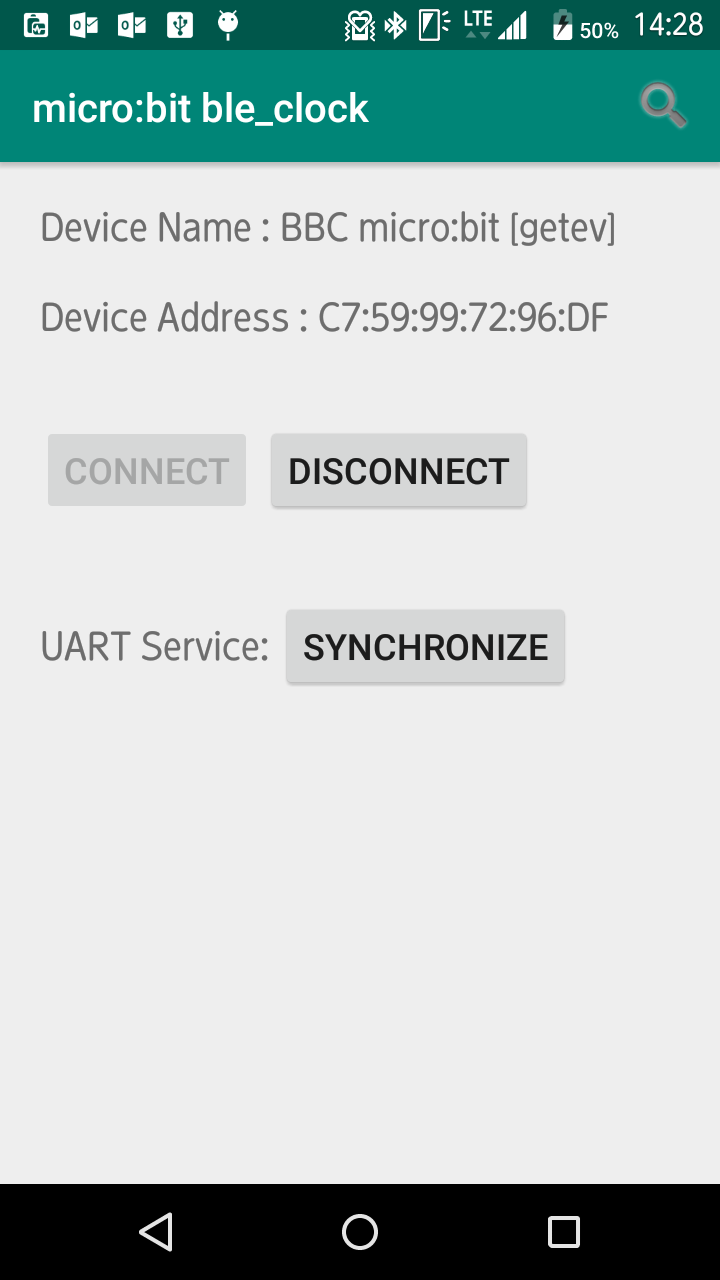 LTE 50% 14:28
micro:bit ble_clock
Device Name : BBC micro:bit [getev]
Device Address : C7:59:99:72:96:DF
CONNECT DISCONNECT
UART Service: SYNCHRONIZE